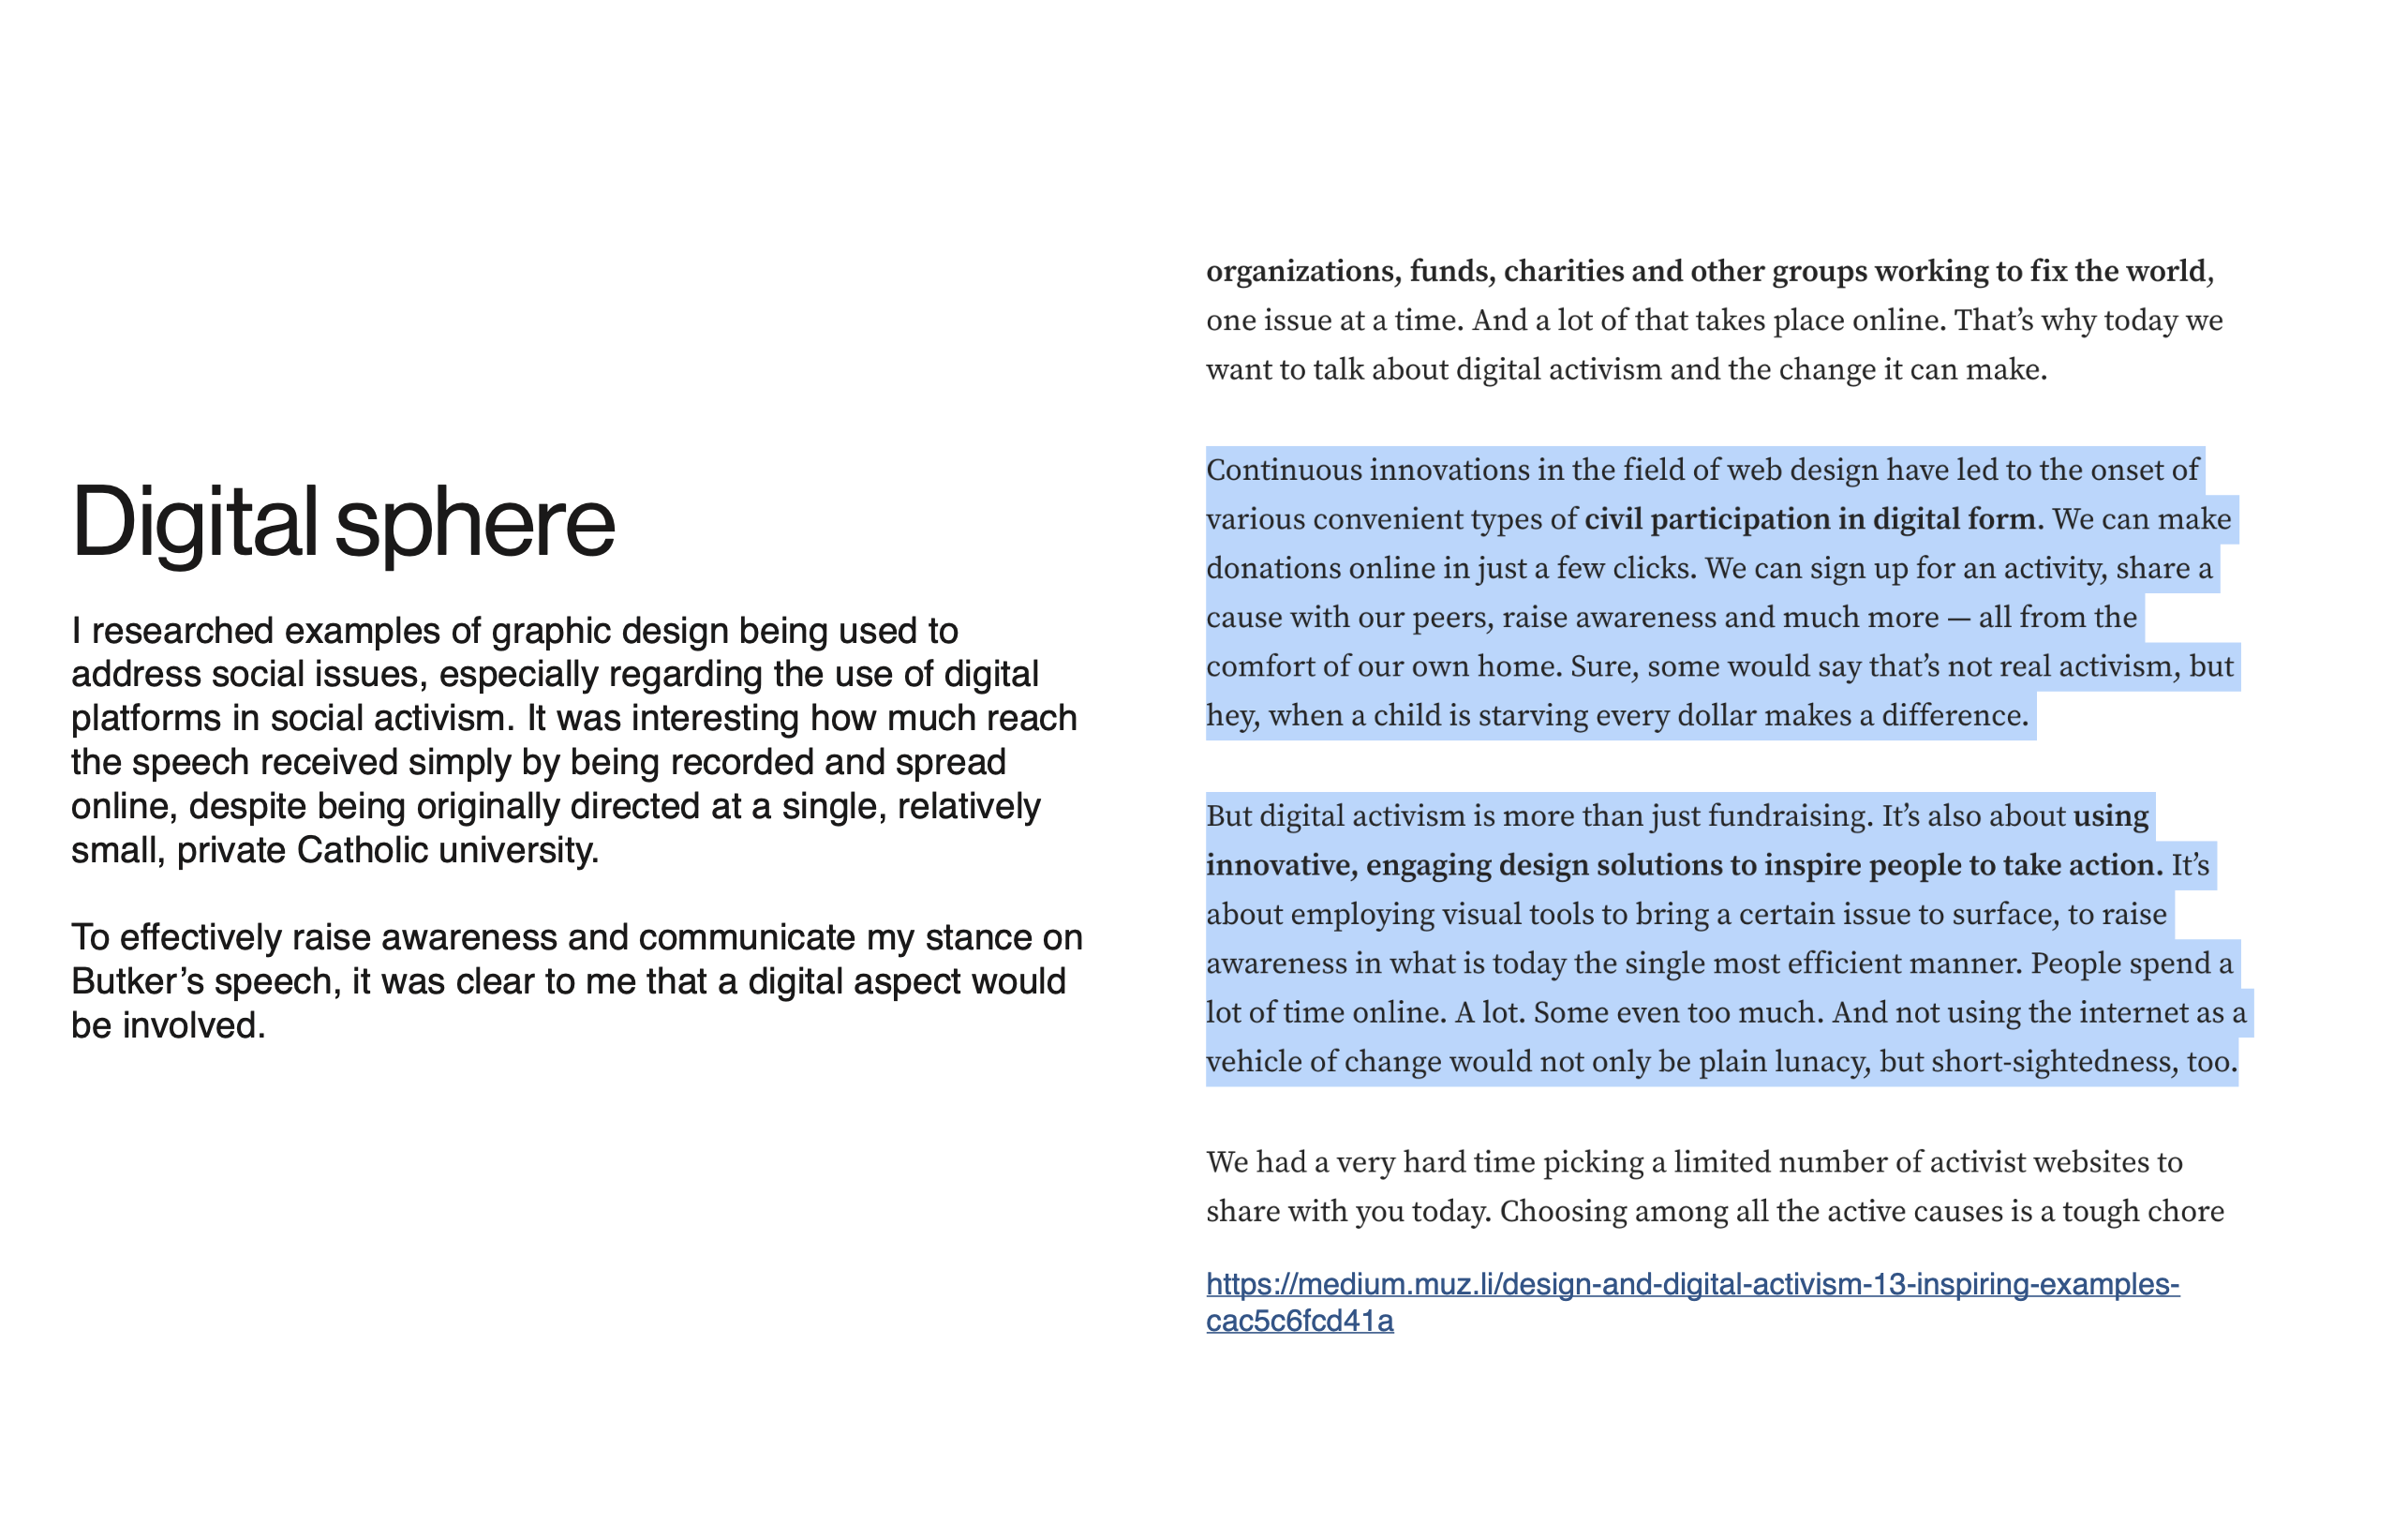 Digital sphere
I researched examples of graphic design being used to
address social issues, especially regarding the use of digital
platforms in social activism. It was interesting how much reach
the speech received simply by being recorded and spread
online, despite being originally directed at a single, relatively
small, private Catholic university.
To effectively raise awareness and communicate my stance on
Butker’s speech, it was clear to me that a digital aspect would
be involved.
organizations, funds, charities and other groups working to fix the world,
one issue at a time. And a lot of that takes place online. That’s why today we
want to talk about digital activism and the change it can make.
Continuous innovations in the field of web design have led to the onset of
various convenient types of civil participation in digital form. We can make
donations online in just a few clicks. We can sign up for an activity, share a
cause with our peers, raise awareness and much more — all from the
comfort of our own home. Sure, some would say that’s not real activism, but
hey, when a child is starving every dollar makes a difference.
But digital activism is more than just fundraising. It’s also about using
innovative, engaging design solutions to inspire people to take action. It’s
about employing visual tools to bring a certain issue to surface, to raise
awareness in what is today the single most efficient manner. People spend a
lot of time online. A lot. Some even too much. And not using the internet as a
vehicle of change would not only be plain lunacy, but short-sightedness, too.
We had a very hard time picking a limited number of activist websites to
share with you today. Choosing among all the active causes is a tough chore
https://medium.muz.li/design-and-digital-activism-13-inspiring-examples-
cac5c6fcd41a